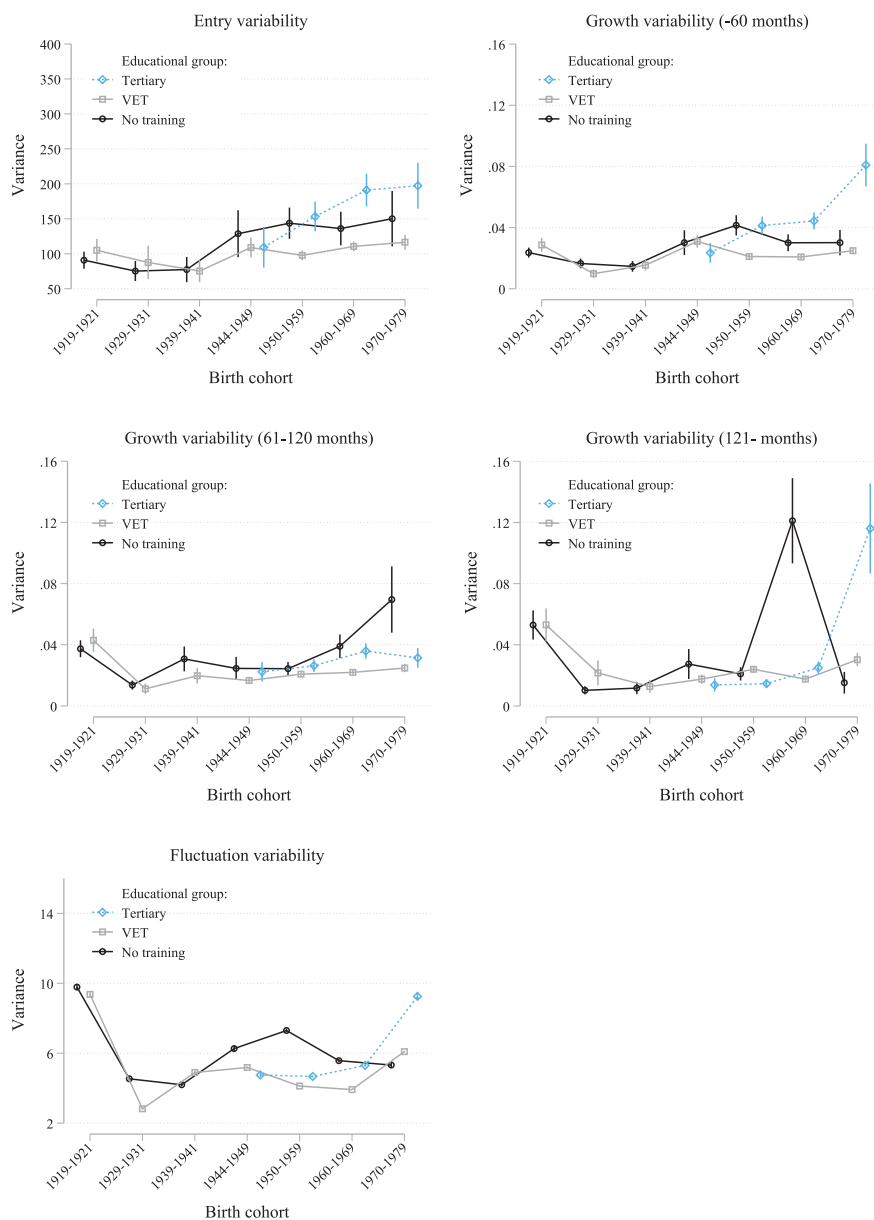 Entry variability
400
350
300
250
200
150
100
50
Variance
Educational group:
Tertiary
VET
No training
1919-1921
1929-1931
1939-1941
1944-1949
1950-1959
1960-1969
1970-1979
Birth cohort
Growth variability (-60 months)
.16
.12
.08
.04
0
Variance
Educational group:
Tertiary
VET
No training
1919-1921
1929-1931
1939-1941
1944-1949
1950-1959
1960-1969
1970-1979
Birth cohort
Growth variability (61-120 months)
.16
.12
.08
.04
0
Variance
Educational group:
Tertiary
VET
No training
1919-1921
1929-1931
1939-1941
1944-1949
1950-1959
1960-1969
1970-1979
Birth cohort
Growth variability (121- months)
.16
.12
.08
.04
0
Variance
Educational group:
Tertiary
VET
No training
1919-1921
1929-1931
1939-1941
1944-1949
1950-1959
1960-1969
1970-1979
Birth cohort
Fluctuation variability
14
10
6
2
Variance
Educational group:
Tertiary
VET
No training
1919-1921
1929-1931
1939-1941
1944-1949
1950-1959
1960-1969
1970-1979
Birth cohort